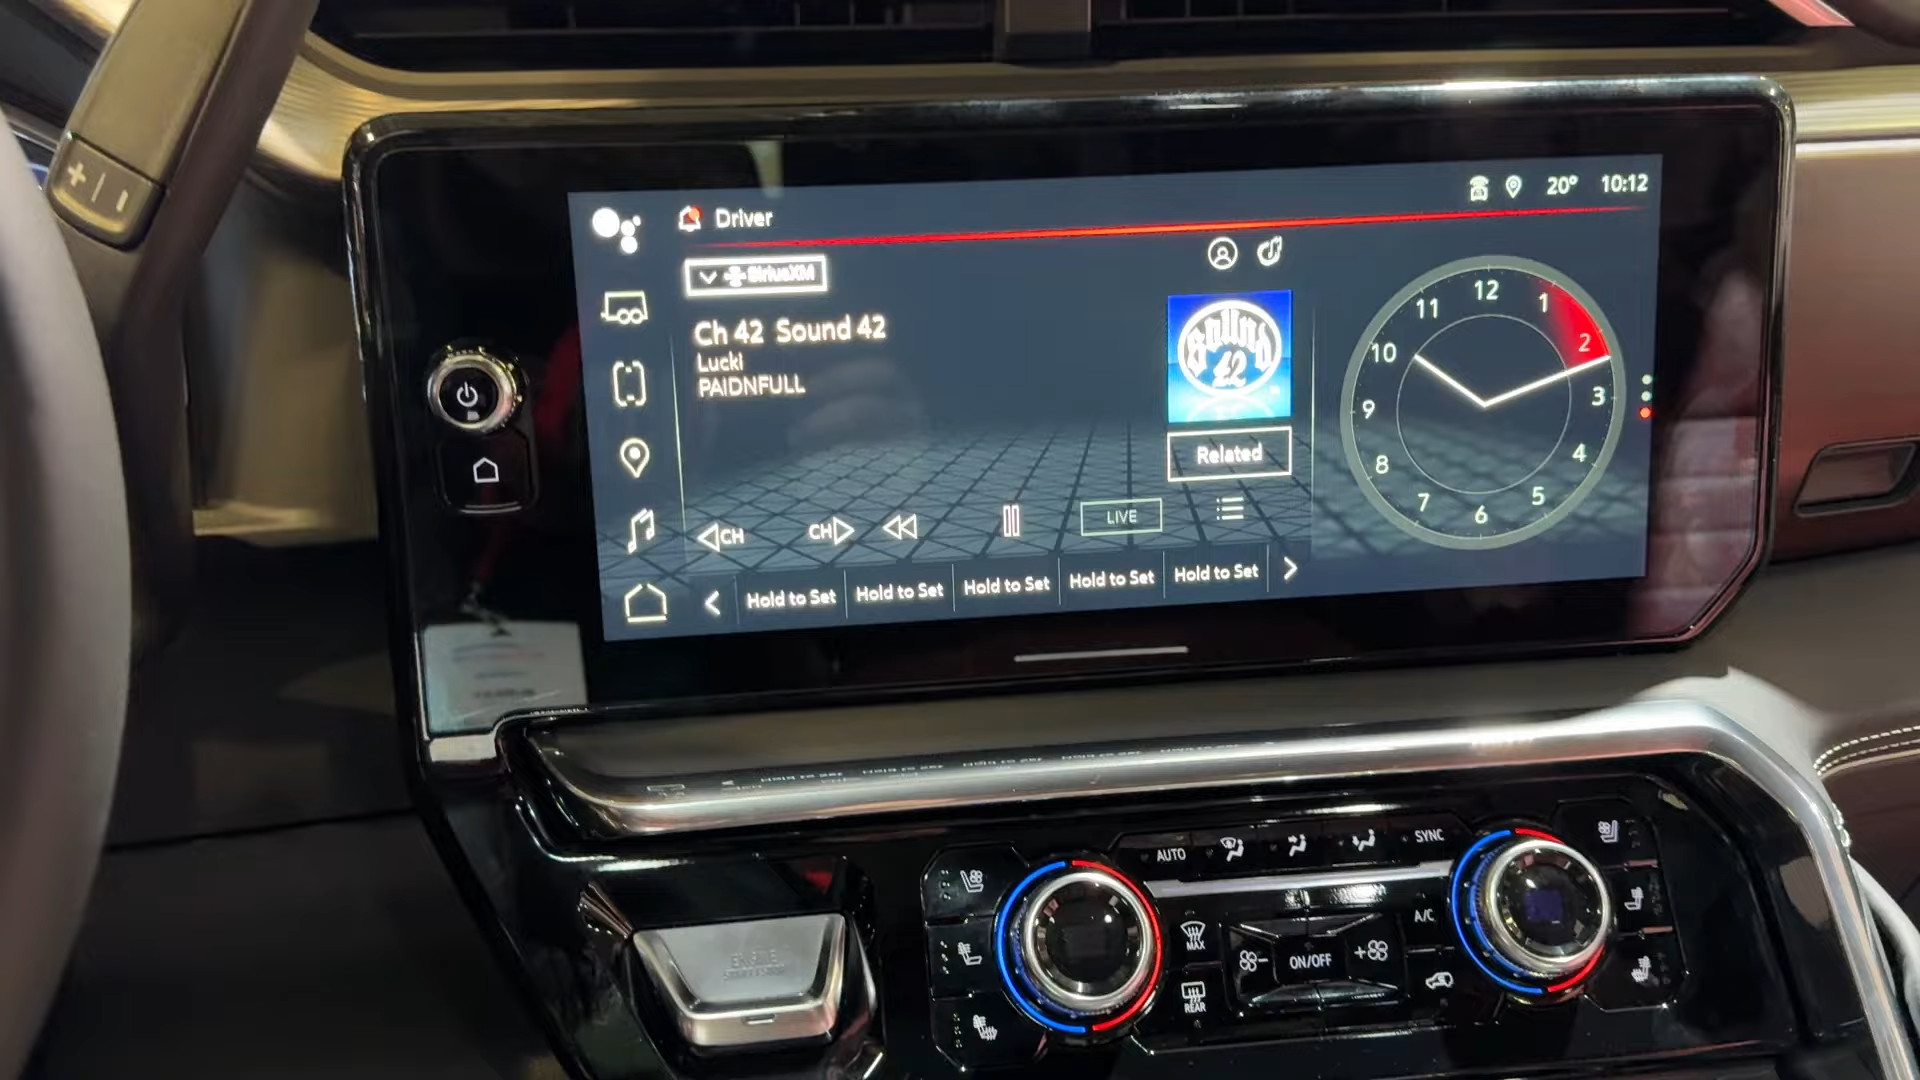 Driver
20° 10:12
SiriusXM
Ch 42 Sound 42
Lucki
PAIDNFULL
Sound
42
Related
12
1
2
3
4
5
6
7
8
9
10
11
CH
CH
LIVE
Hold to Set
Hold to Set
Hold to Set
Hold to Set
Hold to Set
AUTO
SYNC
MAX
A/C
ON/OFF
REAR